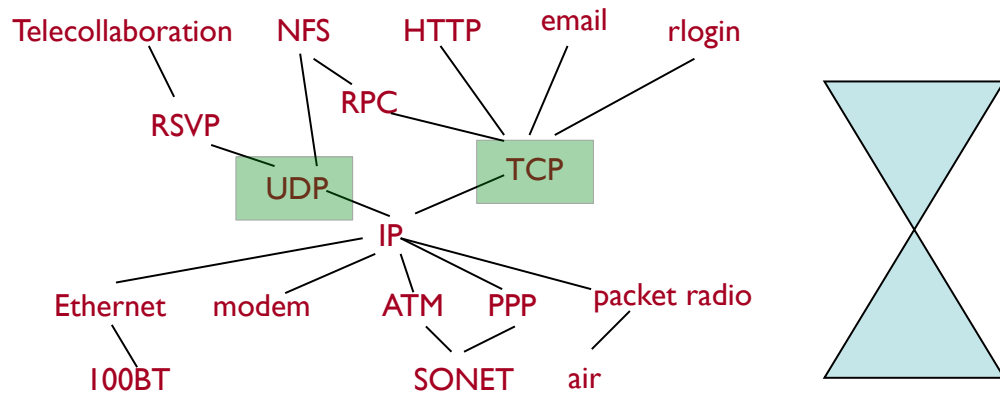 Telecollaboration NFS HTTP email rlogin
RPC
RSVP
TCP
UDP
IP
Ethernet modem ATM PPP packet radio
100BT SONET air